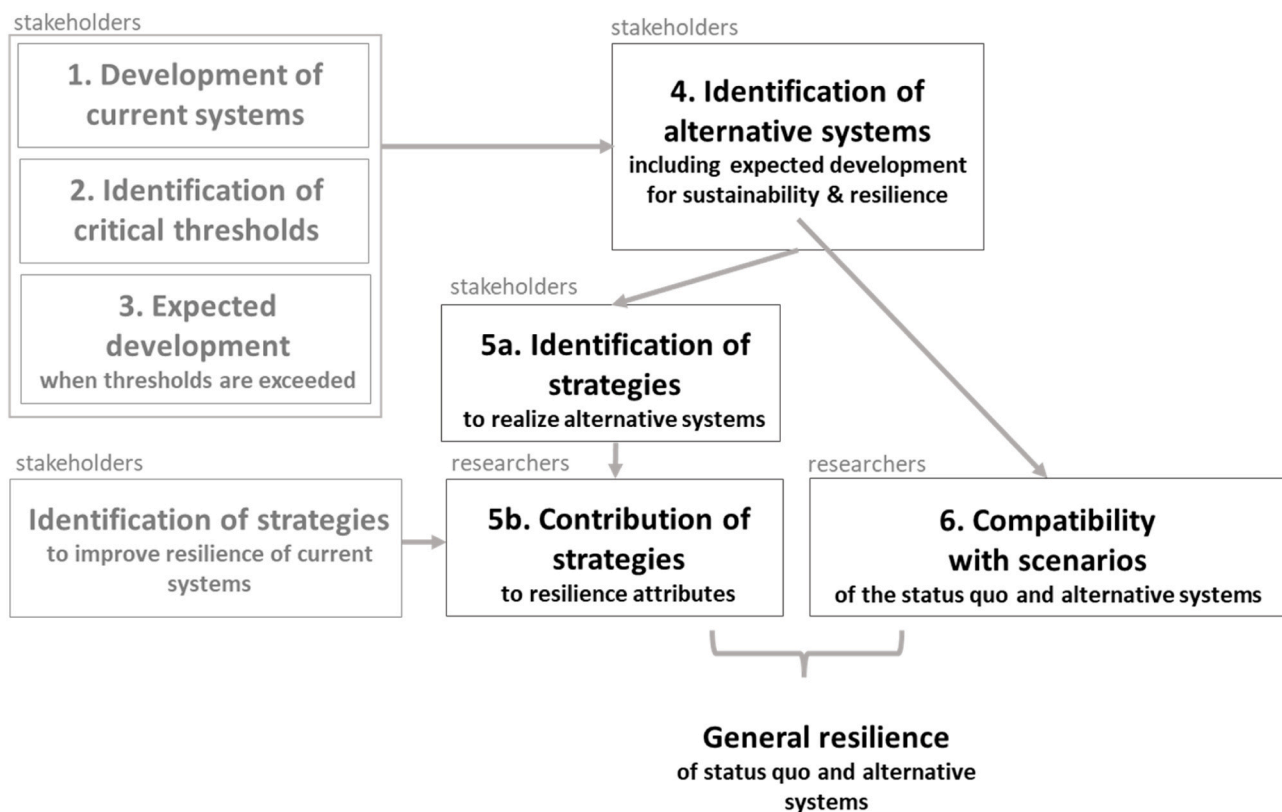 stakeholders
1. Development of
current systems
2. Identification of
critical thresholds
3. Expected
development
when thresholds are exceeded
stakeholders
4. Identification of
alternative systems
including expected development
for sustainability & resilience
stakeholders
5a. Identification of
strategies
to realize alternative systems
stakeholders
Identification of strategies
to improve resilience of current
systems
researchers
5b. Contribution of
strategies
to resilience attributes
researchers
6. Compatibility
with scenarios
of the status quo and alternative systems
General resilience
of status quo and alternative
systems